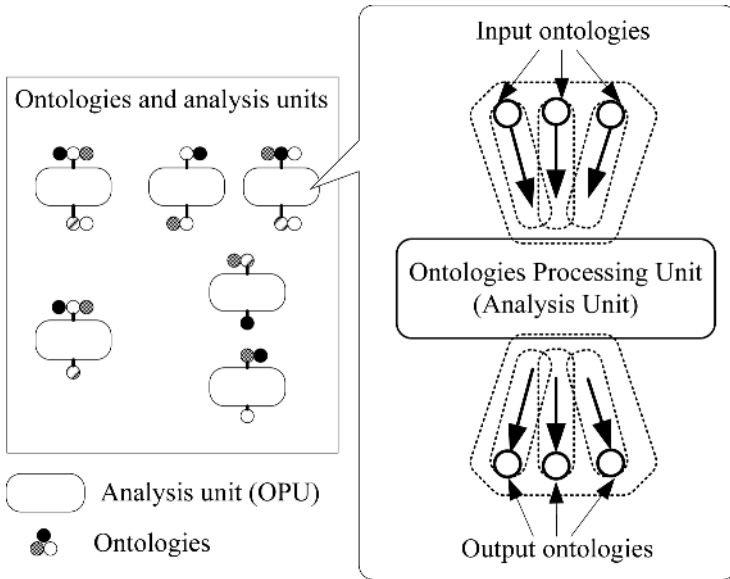 Ontologies and analysis units
Analysis unit (OPU)
Ontologies
Input ontologies
Ontologies Processing Unit
(Analysis Unit)
Output ontologies